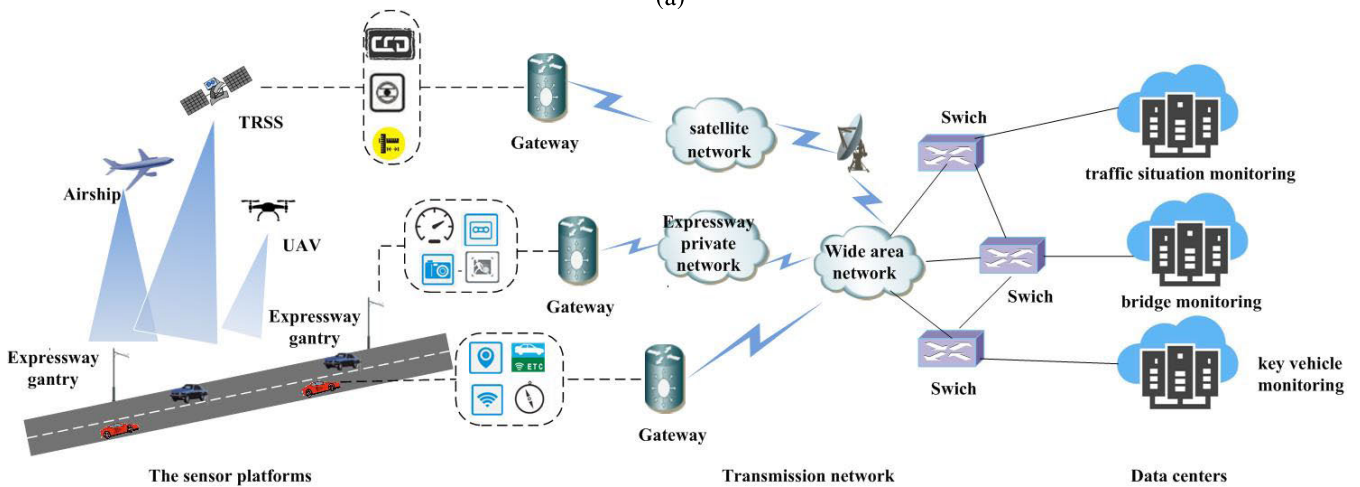 (a)
TRSS
Airship
UAV
Expressway
gantry
Expressway
gantry
ETC
Gateway
Gateway
Gateway
satellite
network
Expressway
private
network
Wide area
network
Swich
Swich
Swich
traffic situation monitoring
bridge monitoring
key vehicle
monitoring
The sensor platforms
Transmission network
Data centers